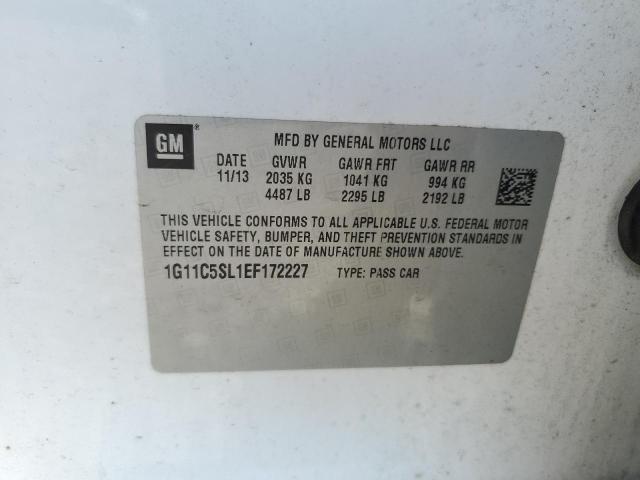 GM ® MFD BY GENERAL MOTORS LLC
DATE GVWR GAWR FRT GAWR RR
11/13 2035 KG 1041 KG 994 KG
4487 LB 2295 LB 2192 LB
THIS VEHICLE CONFORMS TO ALL APPLICABLE U.S. FEDERAL MOTOR
VEHICLE SAFETY, BUMPER, AND THEFT PREVENTION STANDARDS IN
EFFECT ON THE DATE OF MANUFACTURE SHOWN ABOVE.
1G11C5SL1EF172227 TYPE: PASS CAR